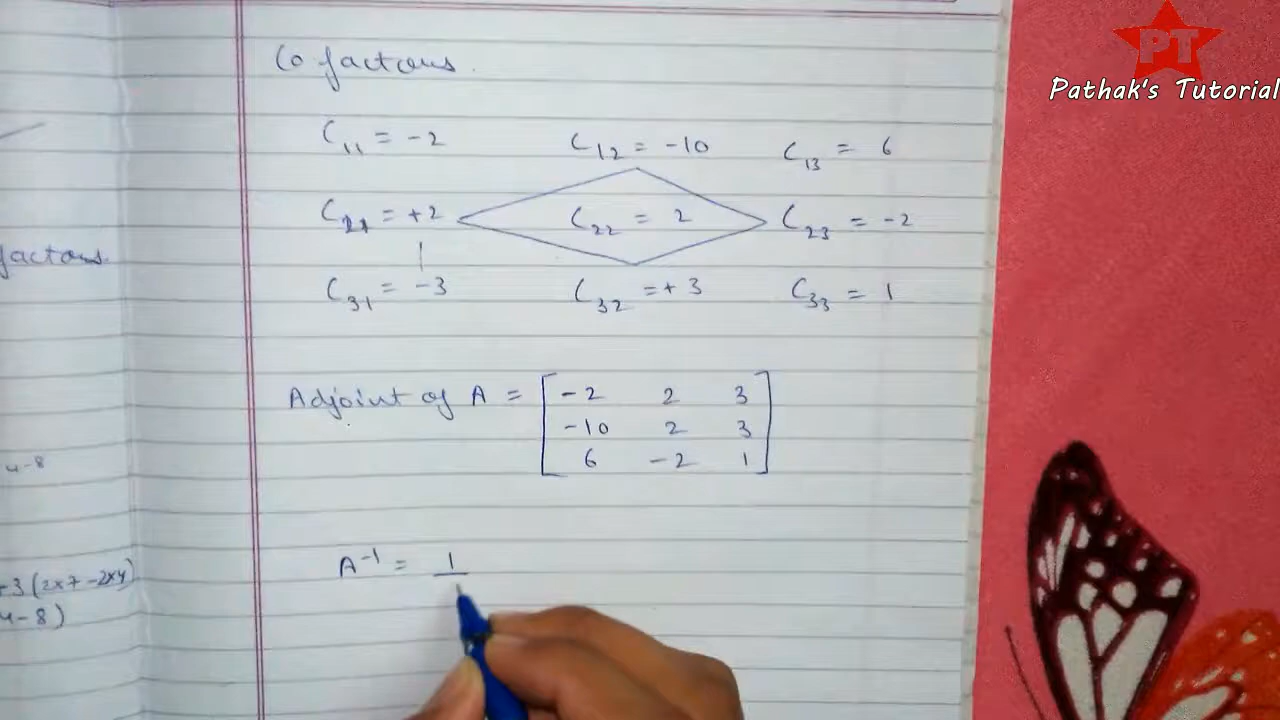 PT
Pathak's Tutorial
Co factors.
C11 = -2 C12 = -10 C13 = 6
C21 = +2 C22 = 2 C23 = -2
C31 = -3 C32 = +3 C33 = 1
Adjoint of A = [ -2 2 3
-10 2 3
6 -2 1 ]
A⁻¹ = 1
factors.
4-8
+3(2x7-2x4)
4-8)